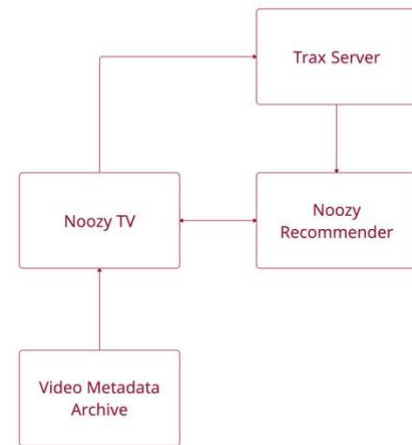 Trax Server
Noozy TV
Noozy
Recommender
Video Metadata
Archive